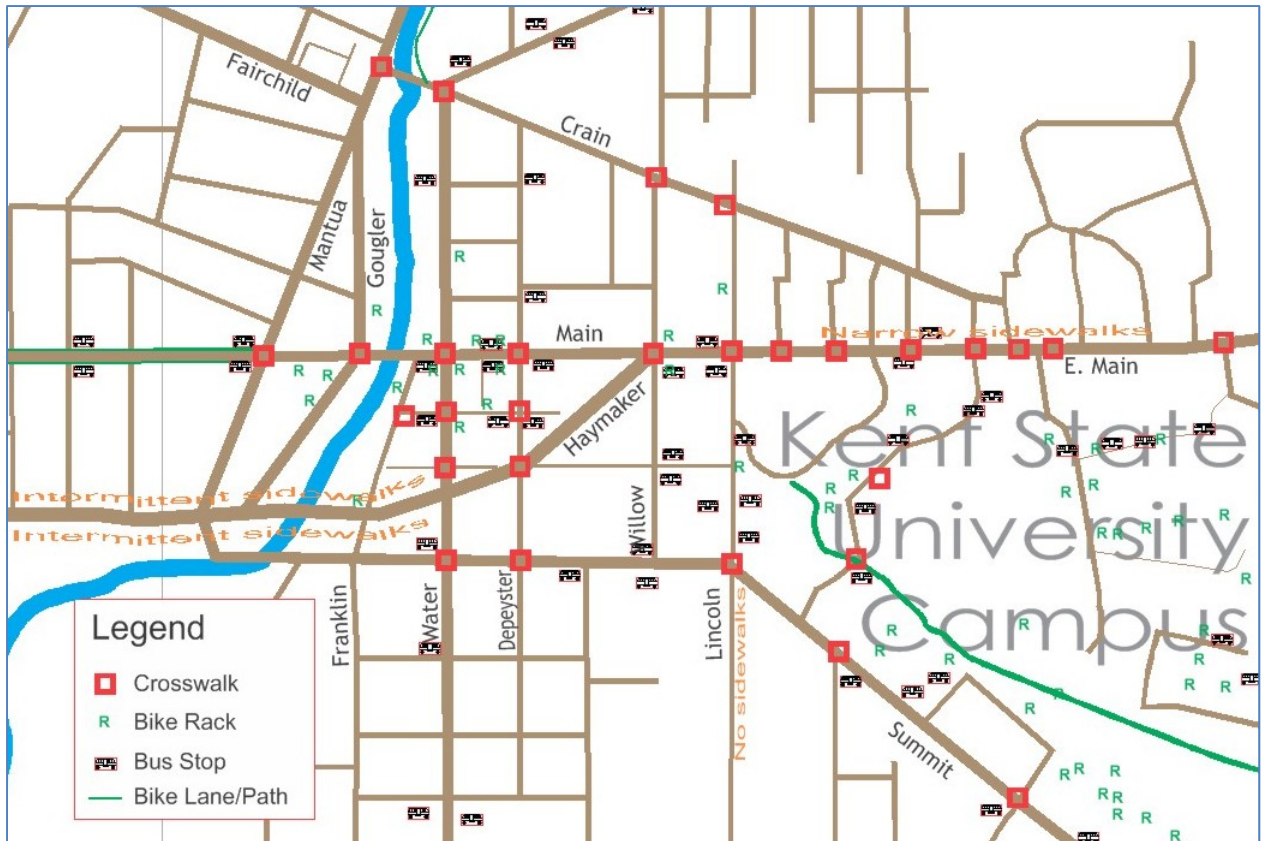 Fairchild
Crain
Mantua
Gougler
Main
Narrow sidewalks
E. Main
Haymaker
Kent State
University
Campus
Intermittent sidewalks
Intermittent sidewalks
Willow
Legend
Crosswalk
R Bike Rack
Bus Stop
Bike Lane/Path
Franklin
Water
Depeyster
Lincoln
No sidewalks
Summit